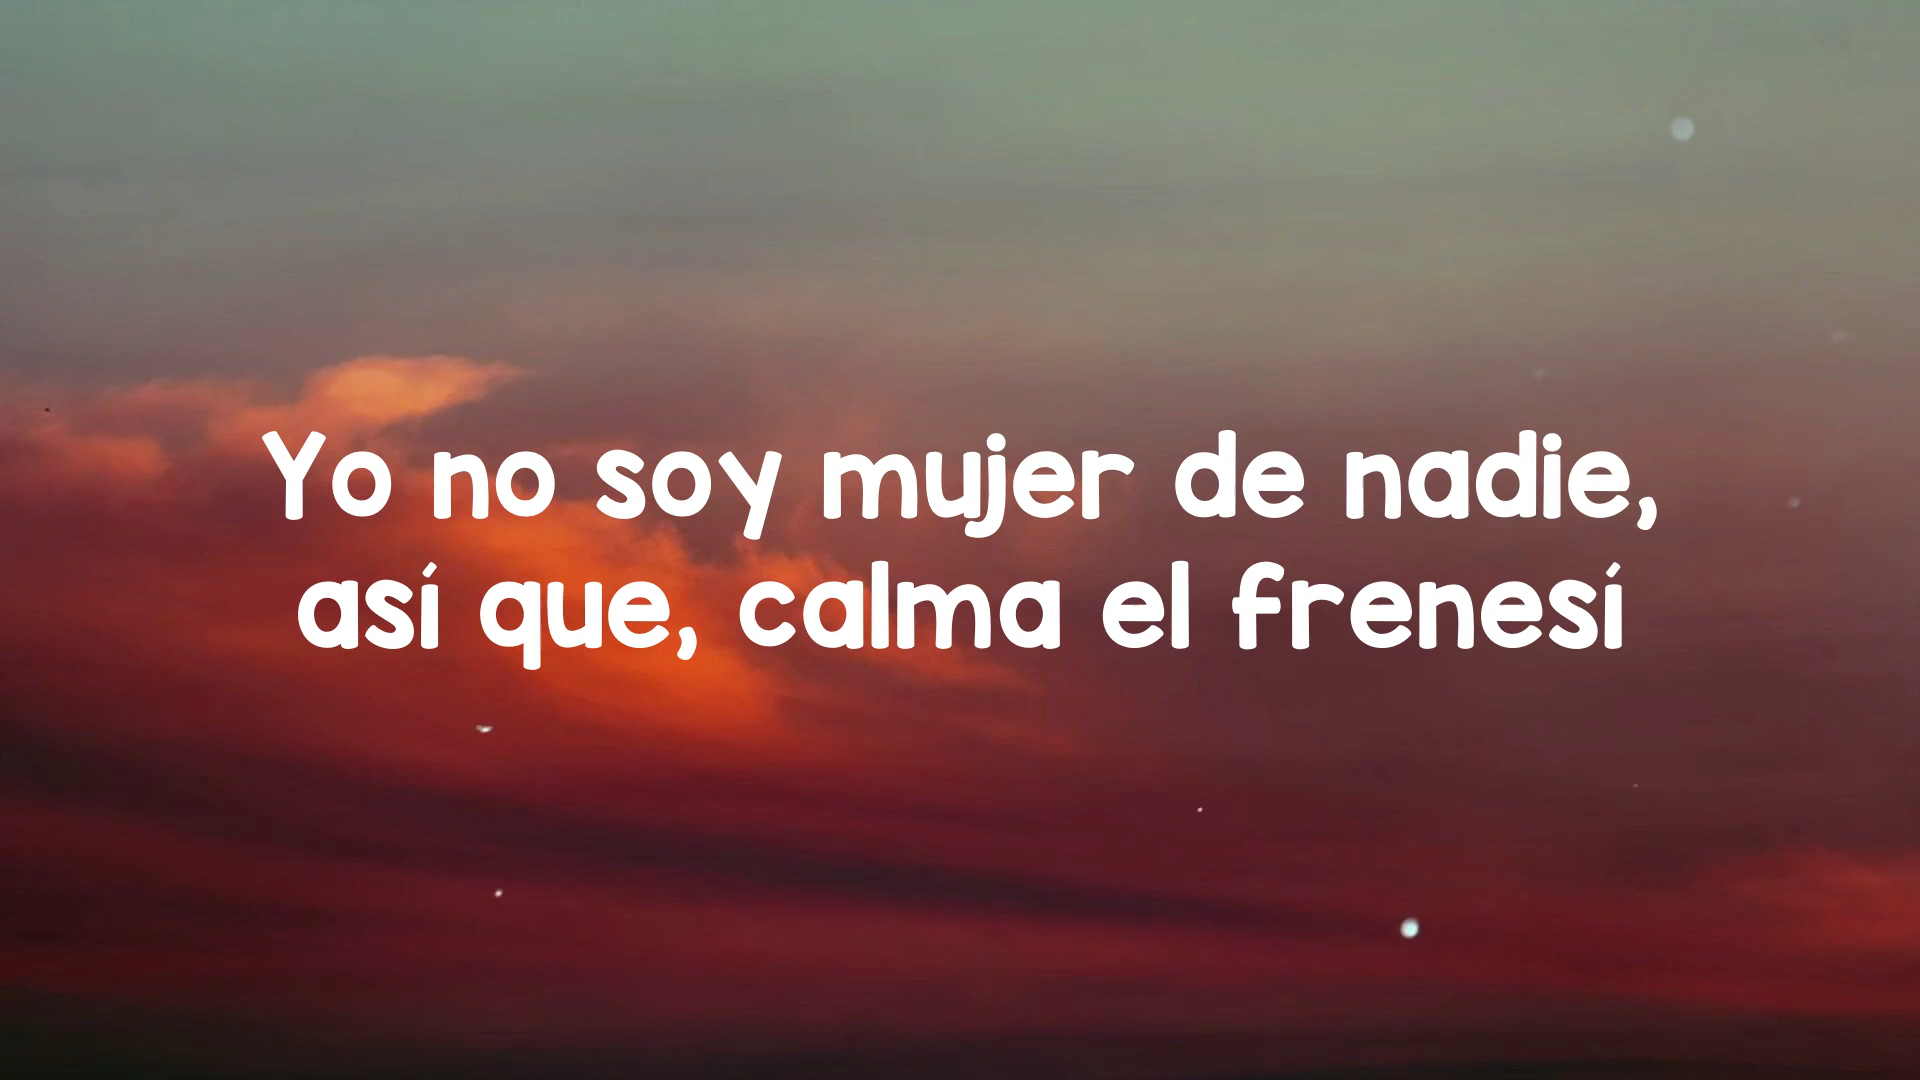 Yo no soy mujer de nadie,
así que, calma el frenesí